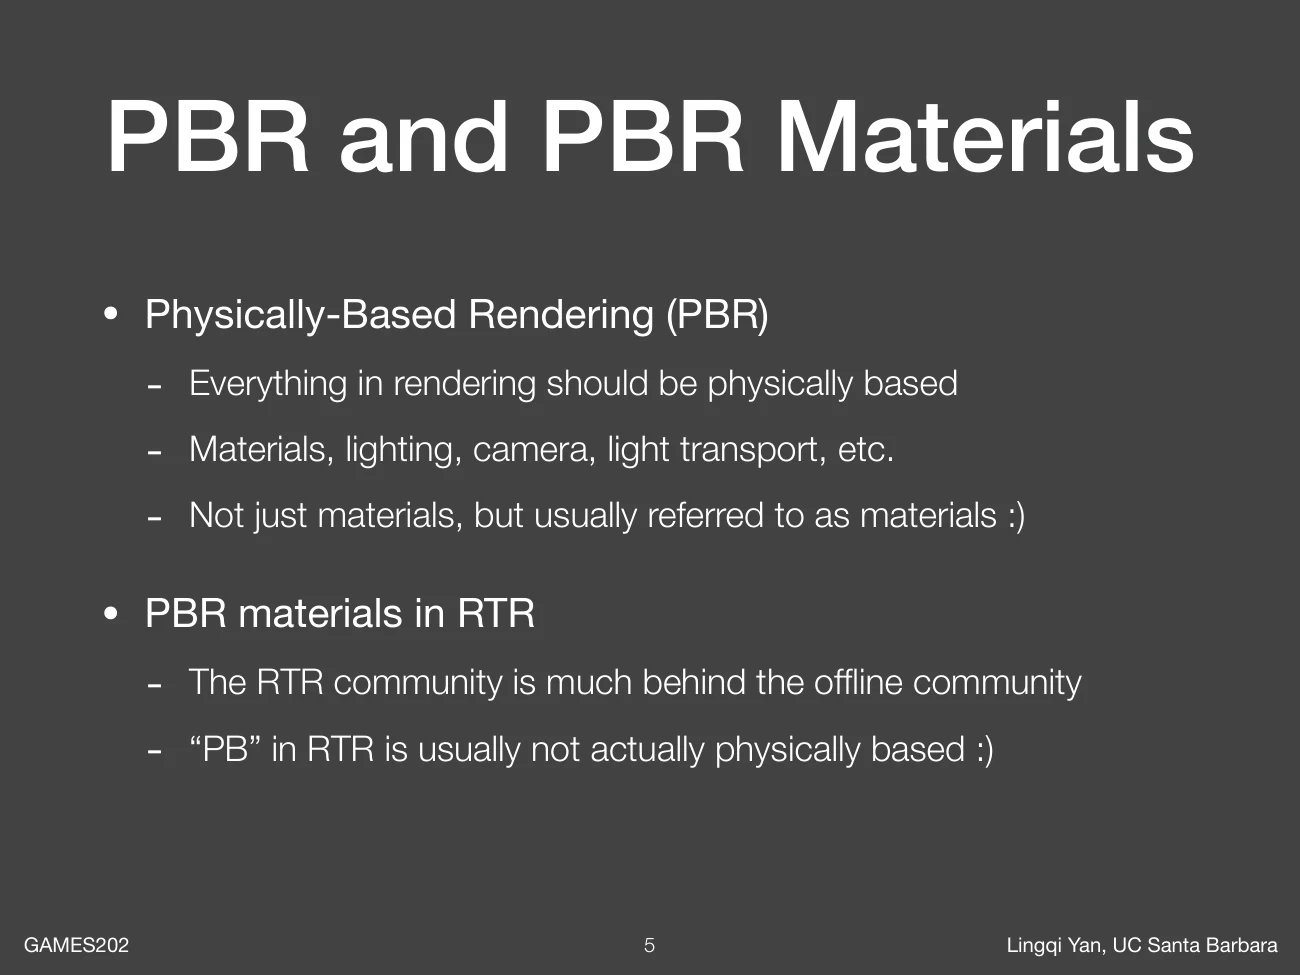 PBR and PBR Materials
• Physically-Based Rendering (PBR)
- Everything in rendering should be physically based
- Materials, lighting, camera, light transport, etc.
- Not just materials, but usually referred to as materials :)
• PBR materials in RTR
- The RTR community is much behind the offline community
- “PB” in RTR is usually not actually physically based :)
GAMES202
5
Lingqi Yan, UC Santa Barbara